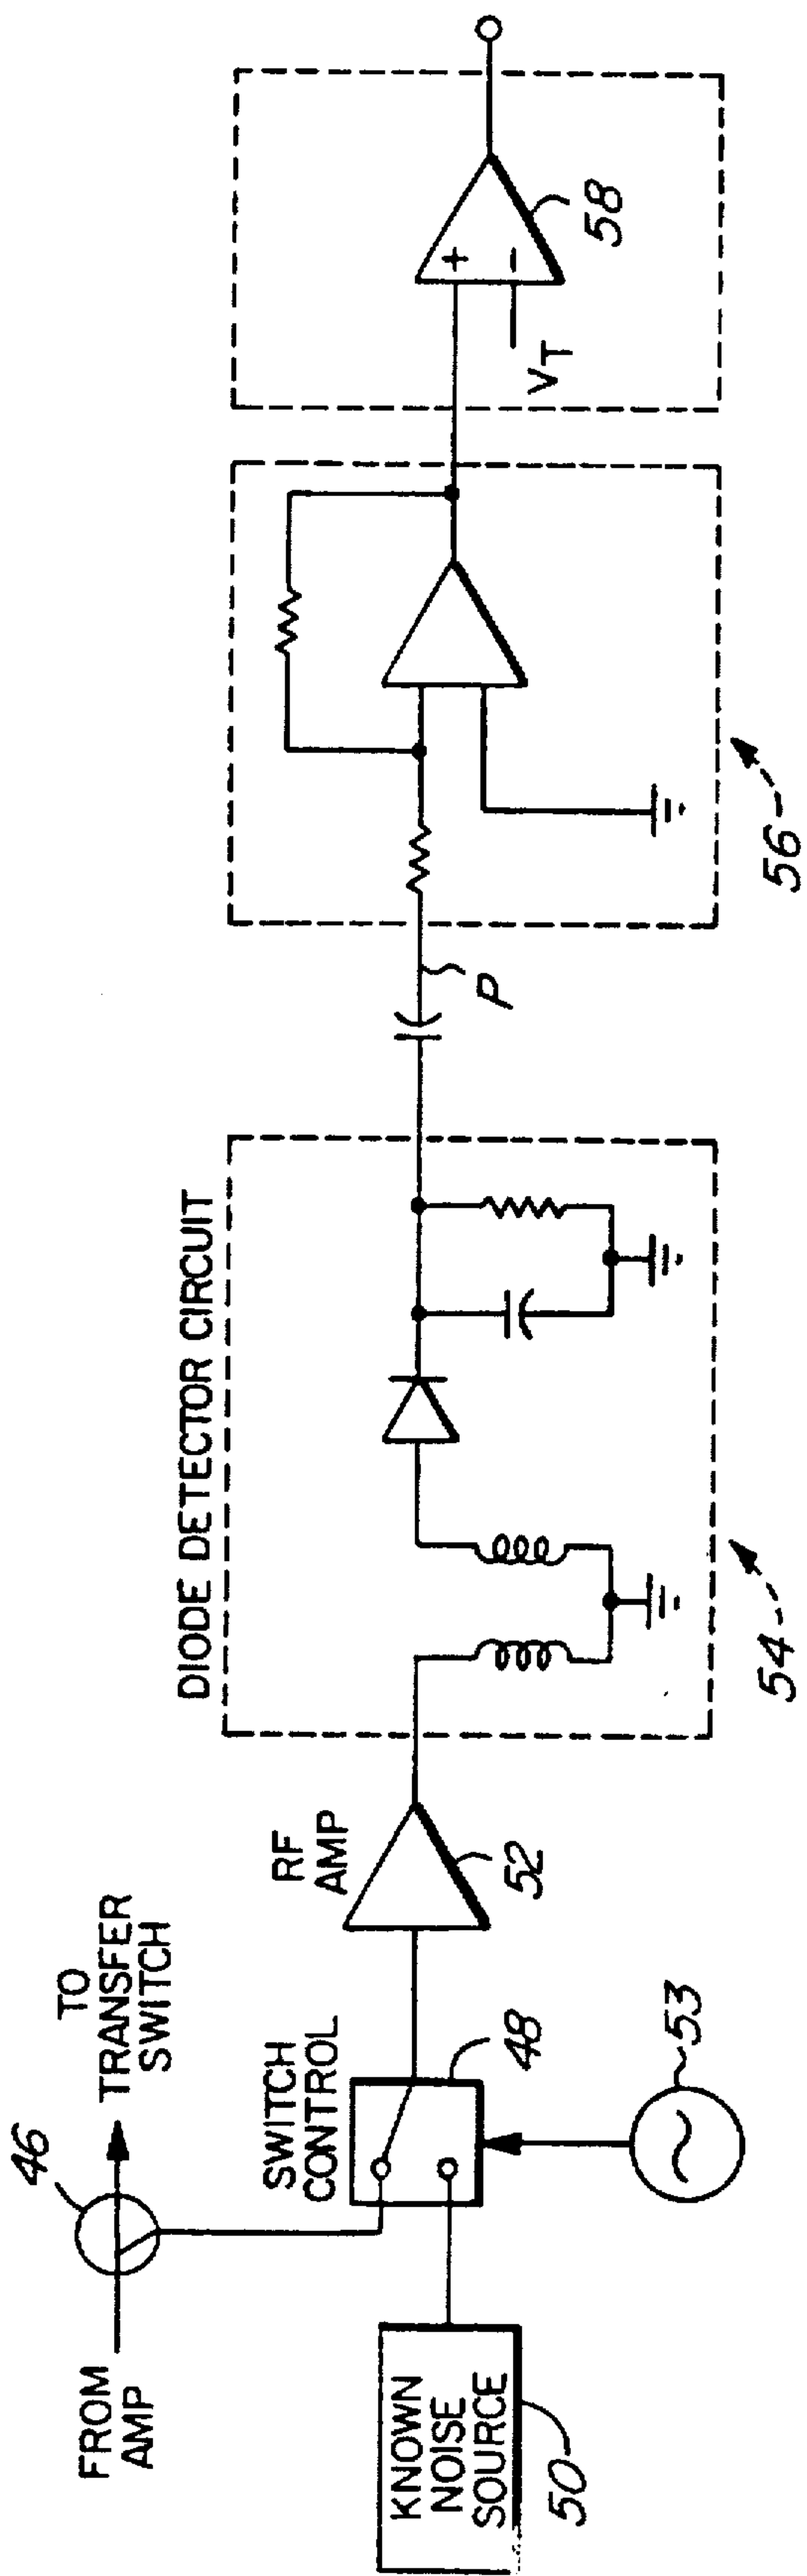 FROM
AMP
46
TO
TRANSFER
SWITCH
KNOWN
NOISE
SOURCE
50
SWITCH
CONTROL
48
53
RF
AMP
52
DIODE DETECTOR CIRCUIT
54
P
56
+
−
VT
58